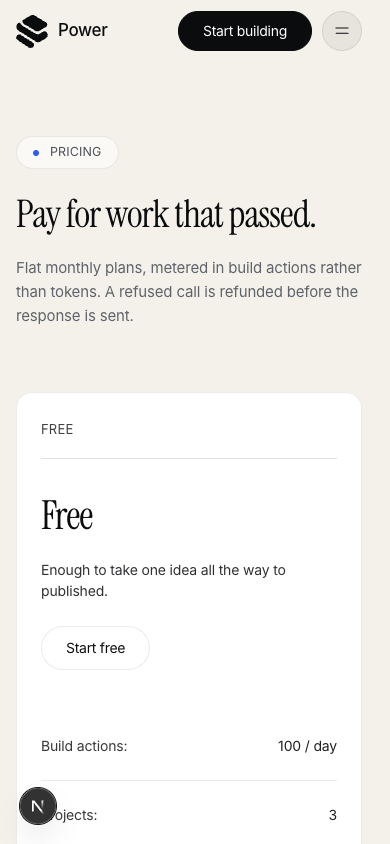 Power
Start building
PRICING
Pay for work that passed.
Flat monthly plans, metered in build actions rather
than tokens. A refused call is refunded before the
response is sent.
FREE
Free
Enough to take one idea all the way to
published.
Start free
Build actions: 100 / day
ojects: 3
N